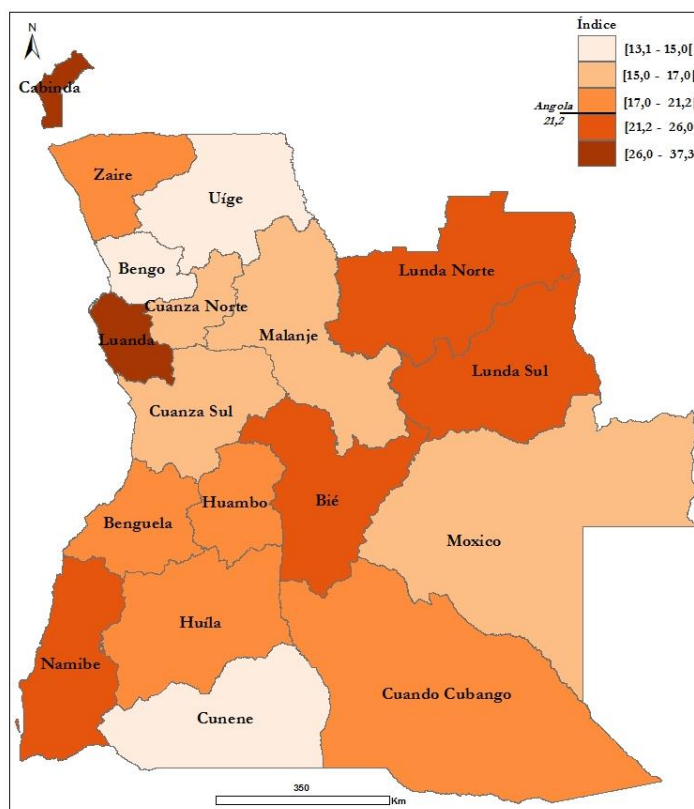 N
Índice
[13,1 - 15,0[
[15,0 - 17,0[
[17,0 - 21,2[
Angola
21,2
[21,2 - 26,0[
[26,0 - 37,3[
Cabinda
Zaire
Uíge
Bengo
Cuanza Norte
Lunda Norte
Luanda
Malanje
Lunda Sul
Cuanza Sul
Huambo
Bié
Benguela
Moxico
Huíla
Namibe
Cuando Cubango
Cunene
350
Km